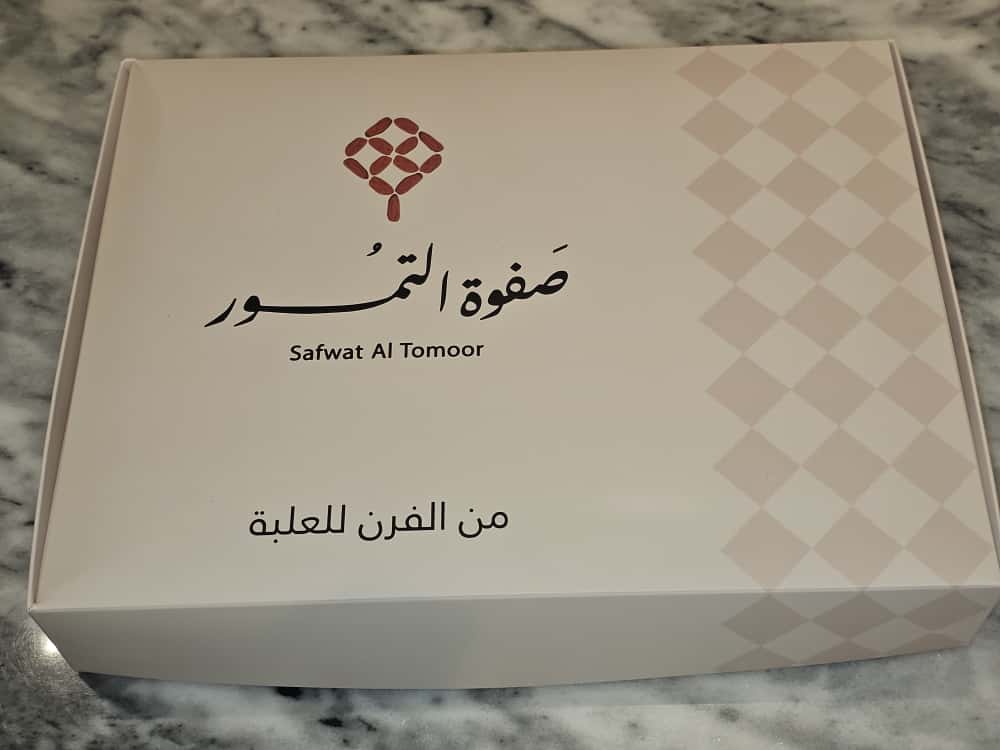 صَفوة التمُور
Safwat Al Tomoor
من الفرن للعلبة